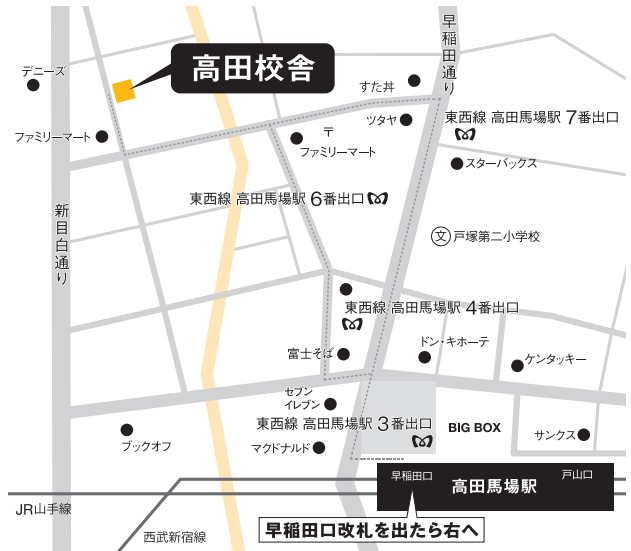 早稲田通り
高田校舎
デニーズ
すた丼
ツタヤ
東西線 高田馬場駅 7番出口
ファミリーマート
〒
ファミリーマート
スターバックス
東西線 高田馬場駅 6番出口
新目白通り
文 戸塚第二小学校
東西線 高田馬場駅 4番出口
富士そば
ドン・キホーテ
ケンタッキー
セブン
イレブン
東西線 高田馬場駅 3番出口
BIG BOX
サンクス
ブックオフ
マクドナルド
早稲田口
戸山口
高田馬場駅
JR山手線
早稲田口改札を出たら右へ
西武新宿線